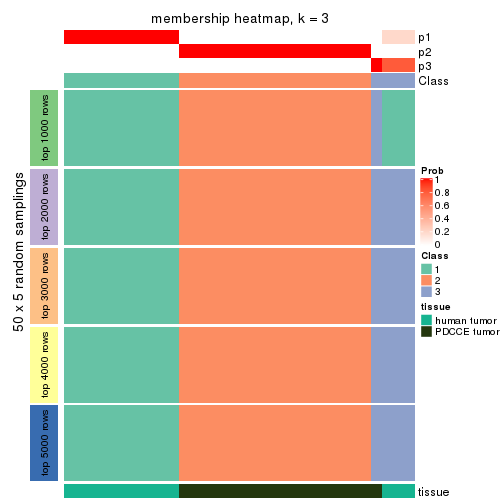 membership heatmap, k = 3
p1
p2
p3
Class
50 x 5 random samplings
top 1000 rows
top 2000 rows
top 3000 rows
top 4000 rows
top 5000 rows
Prob
1
0.8
0.6
0.4
0.2
0
Class
1
2
3
tissue
human tumor
PDCCE tumor
tissue